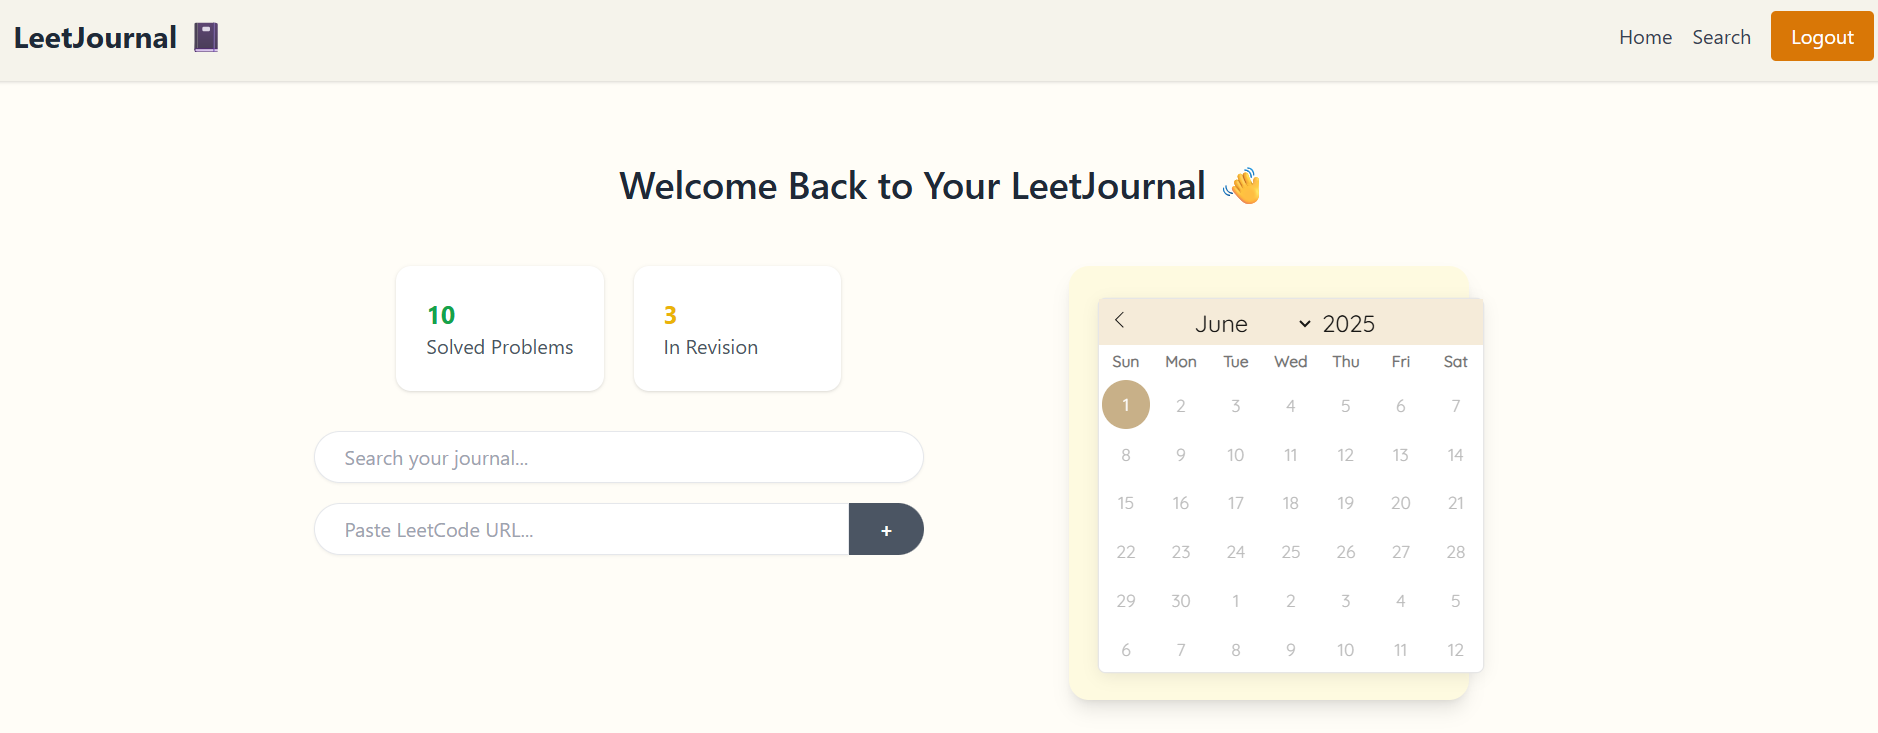 LeetJournal
Home Search Logout
Welcome Back to Your LeetJournal
10
Solved Problems
3
In Revision
Search your journal...
Paste LeetCode URL...
+
June 2025
Sun Mon Tue Wed Thu Fri Sat
1 2 3 4 5 6 7
8 9 10 11 12 13 14
15 16 17 18 19 20 21
22 23 24 25 26 27 28
29 30 1 2 3 4 5
6 7 8 9 10 11 12